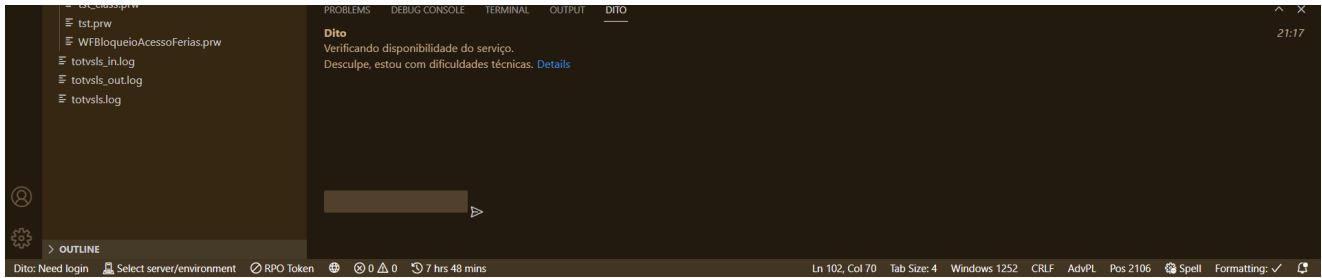 tst_class.prw
tst.prw
WFBloqueioAcessoFerias.prw
totvsls_in.log
totvsls_out.log
totvsls.log
OUTLINE
PROBLEMS DEBUG CONSOLE TERMINAL OUTPUT DITO
Dito 21:17
Verificando disponibilidade do serviço.
Desculpe, estou com dificuldades técnicas. Details
Dito: Need login Select server/environment RPO Token 0 0 7 hrs 48 mins Ln 102, Col 70 Tab Size: 4 Windows 1252 CRLF AdvPL Pos 2106 Spell Formatting: ✓